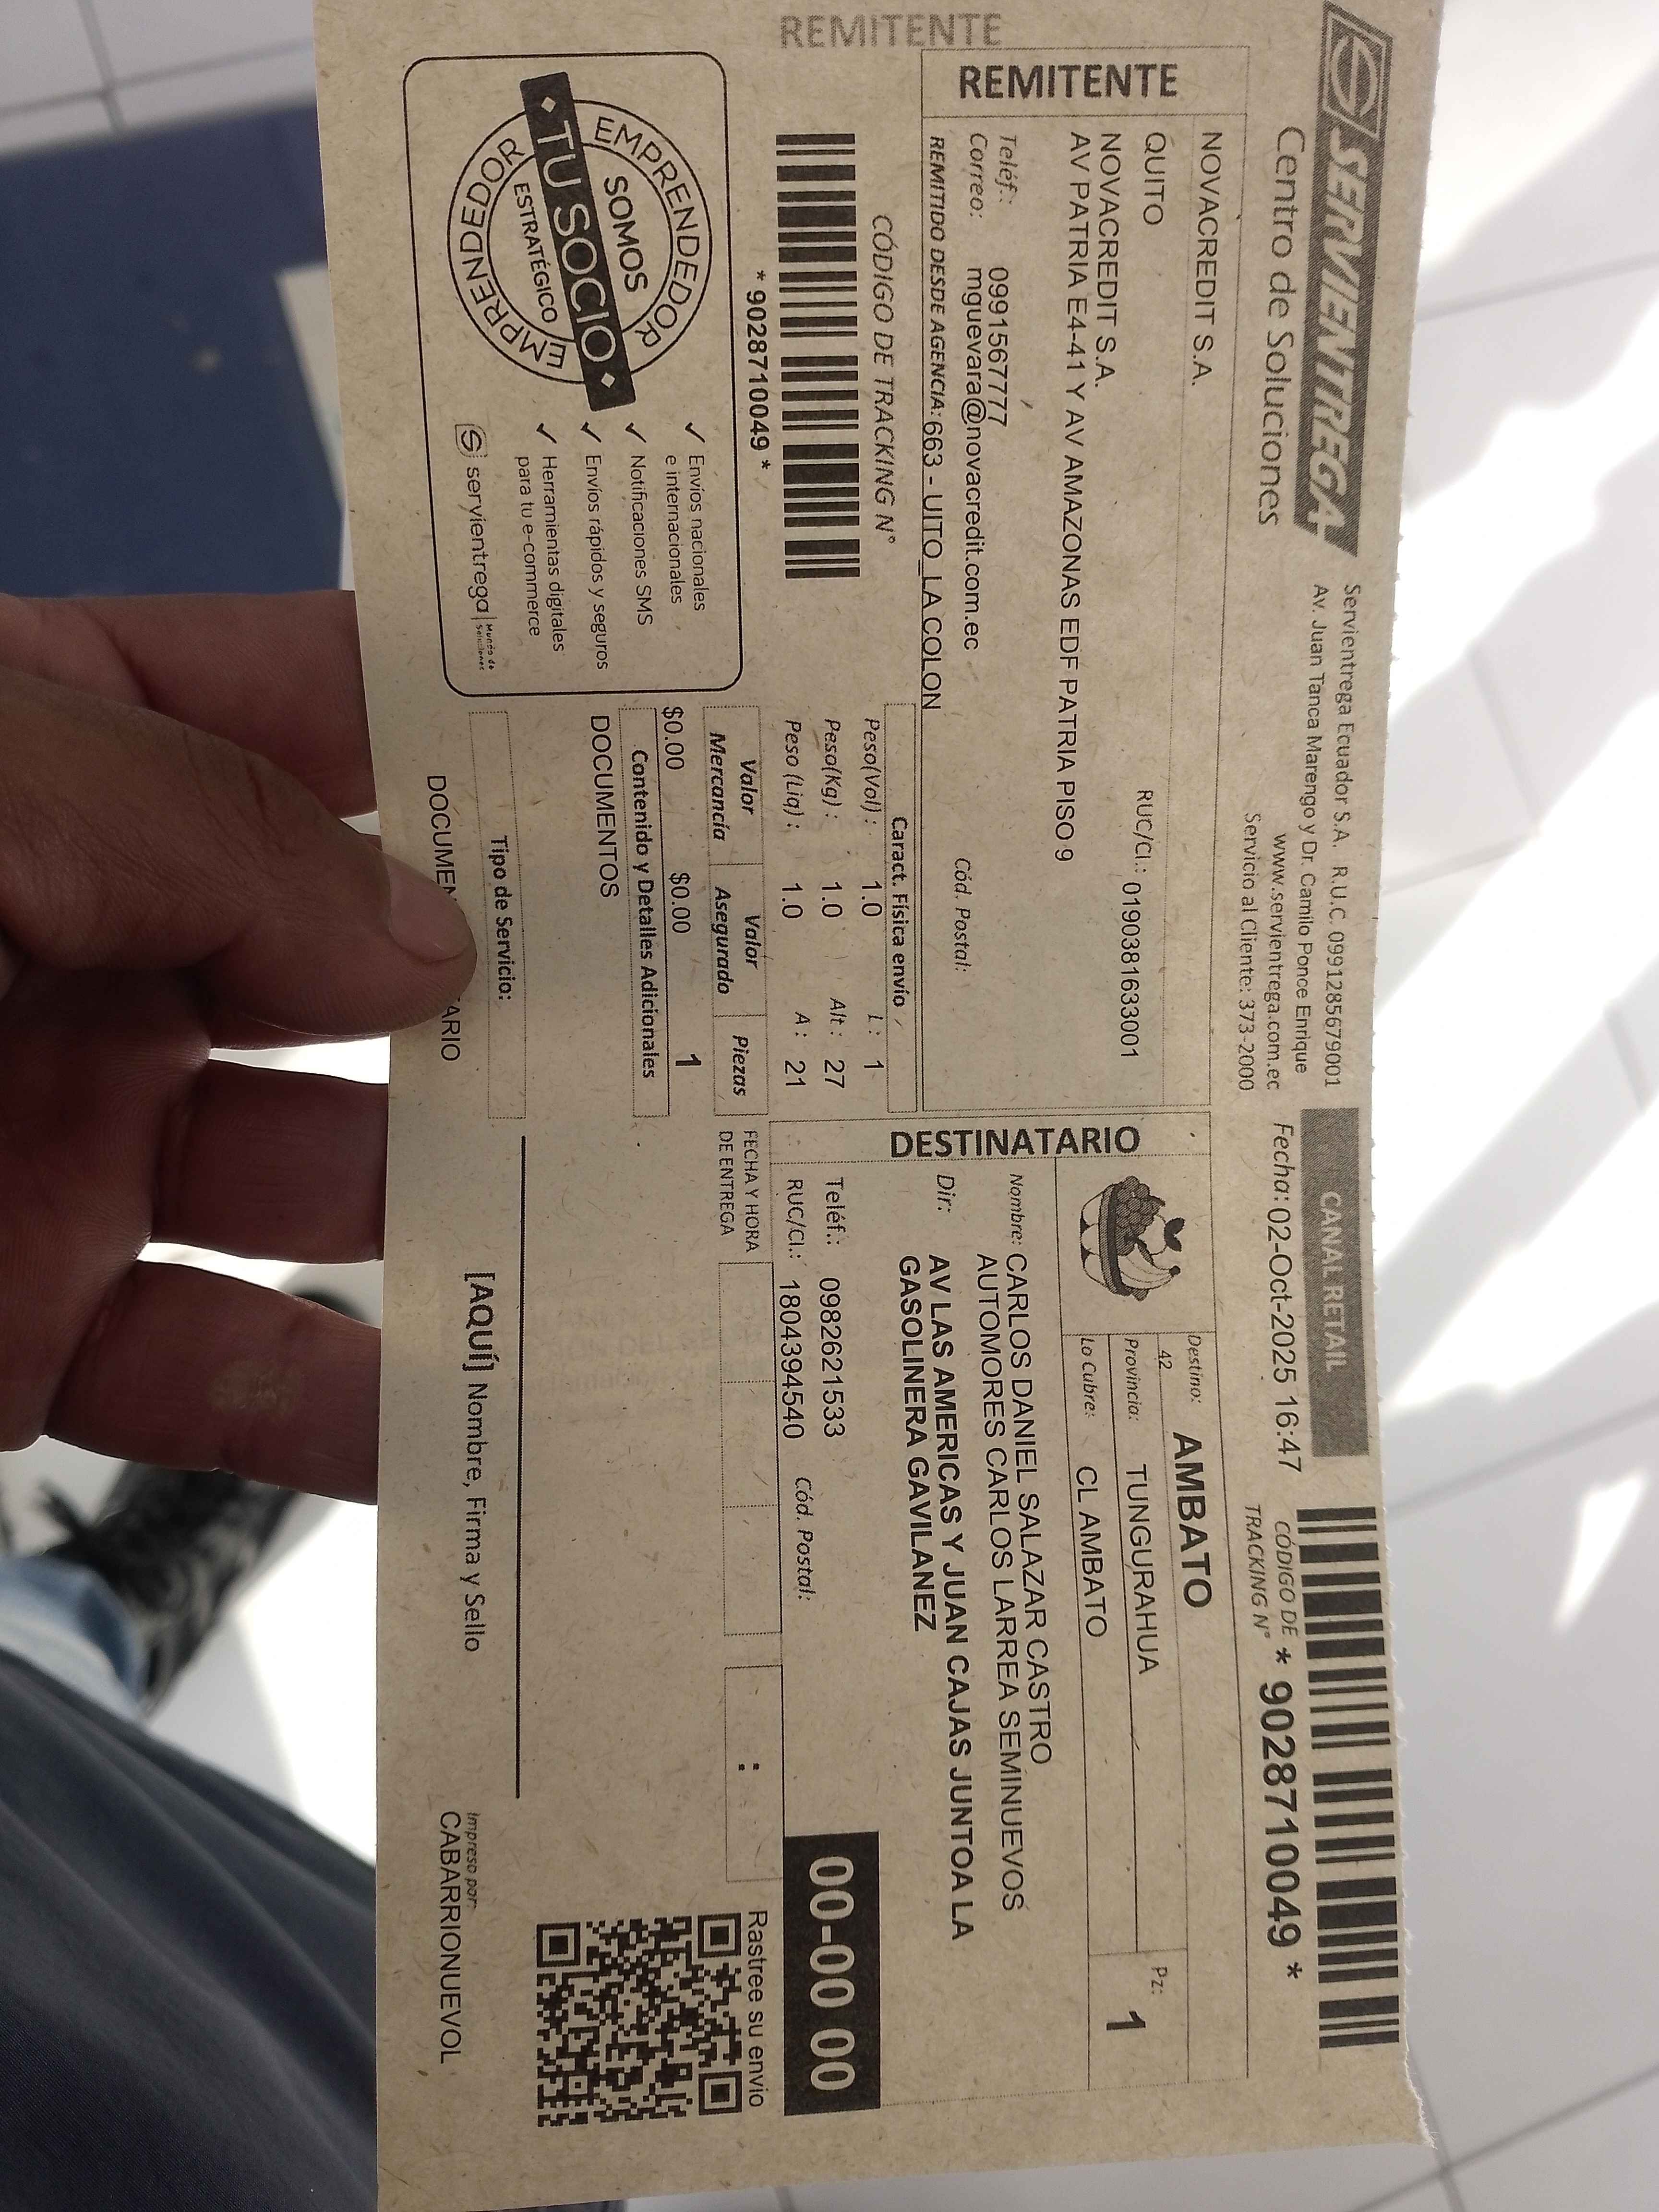 SERVIENTREGA
Centro de Soluciones
Servientrega Ecuador S.A. R.U.C. 0991285679001
Av. Juan Tanca Marengo y Dr. Camilo Ponce Enrique
www.servientrega.com.ec
Servicio al Cliente: 373-2000
CANAL RETAIL
Fecha: 02-Oct-2025 16:47
CÓDIGO DE
TRACKING N° * 9028710049 *
REMITENTE
REMITENTE
NOVACREDIT S.A.
QUITO
RUC/CI.: 0190381633001
NOVACREDIT S.A.
AV PATRIA E4-41 Y AV AMAZONAS EDF PATRIA PISO 9
Teléf.: 0991567777
Correo: mguevara@novacredit.com.ec
Cód. Postal:
REMITIDO DESDE AGENCIA: 663 - UITO_LA COLON
CÓDIGO DE TRACKING N°
* 9028710049 *
EMPRENDEDOR
SOMOS
TU SOCIO
ESTRATÉGICO
EMPRENDEDOR
EMPRENDEDOR
✓ Envíos nacionales
e internacionales
✓ Notificaciones SMS
✓ Envíos rápidos y seguros
✓ Herramientas digitales
para tu e-commerce
servientrega | Mundo de
Soluciones
Caract. Física envío
Peso(Vol): 1.0 L: 1
Peso(Kg): 1.0 Alt: 27
Peso (Liq): 1.0 A: 21
Valor
Mercancía
Valor
Asegurado
Piezas
$0.00 $0.00 1
Contenido y Detalles Adicionales
DOCUMENTOS
Tipo de Servicio:
DOCUMEN TARIO
DESTINATARIO
Destino: AMBATO
42
Provincia: TUNGURAHUA
Lo Cubre: CL AMBATO
Pz: 1
Nombre: CARLOS DANIEL SALAZAR CASTRO
AUTOMORES CARLOS LARREA SEMINUEVOS
Dir: AV LAS AMERICAS Y JUAN CAJAS JUNTOA LA
GASOLINERA GAVILANEZ
Teléf.: 0982621533
RUC/CI.: 1804394540 Cód. Postal:
00-00 00
FECHA Y HORA
DE ENTREGA
:
Rastree su envio
[AQUÍ] Nombre, Firma y Sello
Impreso por:
CABARRIONUEVOL